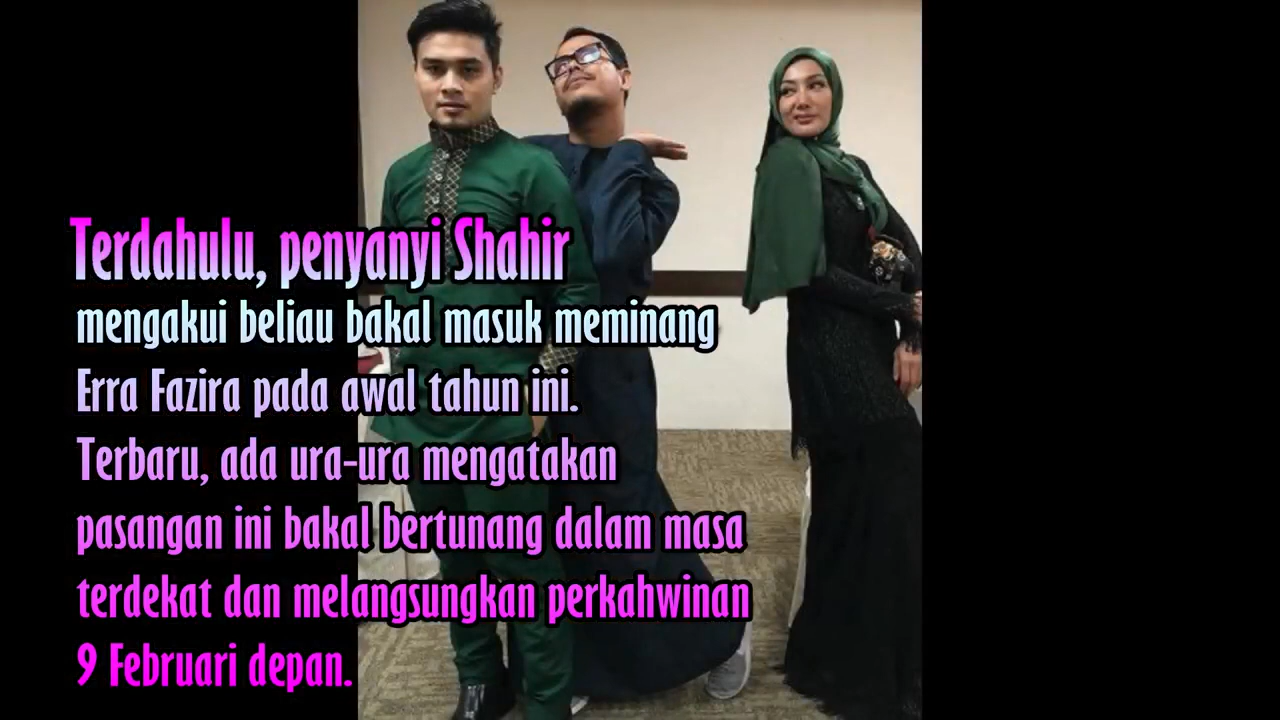 Terdahulu, penyanyi Shahir
mengakui beliau bakal masuk meminang
Erra Fazira pada awal tahun ini.
Terbaru, ada ura-ura mengatakan
pasangan ini bakal bertunang dalam masa
terdekat dan melangsungkan perkahwinan
9 Februari depan.